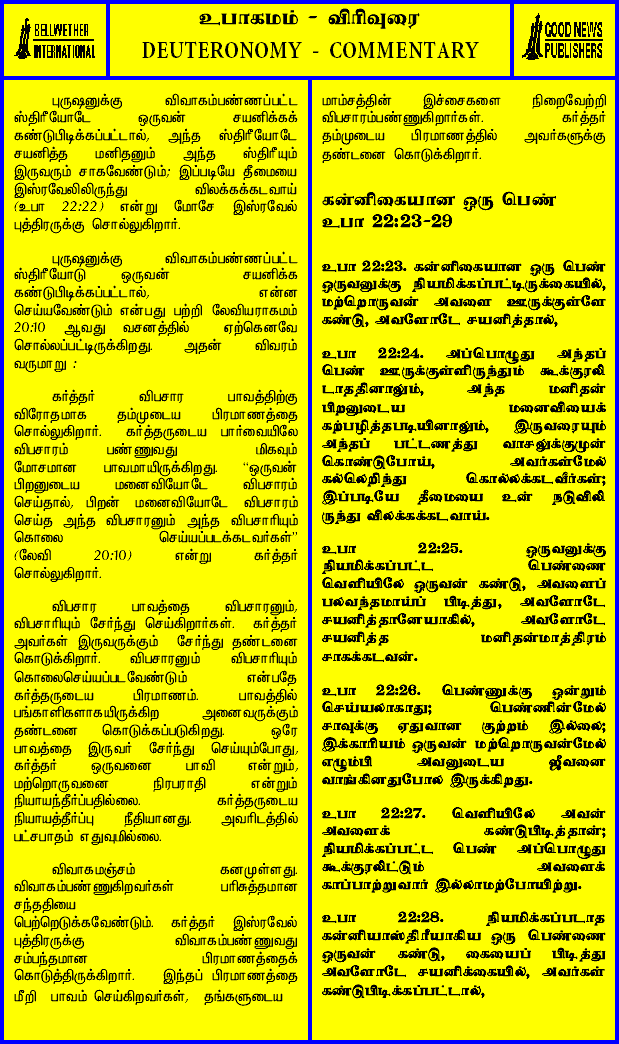 BELLWETHER
INTERNATIONAL
உபாகமம் - விரிவுரை
DEUTERONOMY - COMMENTARY
GOOD NEWS
PUBLISHERS
புருஷனுக்கு விவாகம்பண்ணப்பட்ட
ஸ்திரீயோடே ஒருவன் சயனிக்கக்
கண்டுபிடிக்கப்பட்டால், அந்த ஸ்திரீயோடே
சயனித்த மனிதனும் அந்த ஸ்திரீயும்
இருவரும் சாகவேண்டும்; இப்படியே தீமையை
இஸ்ரவேலிலிருந்து விலக்கக்கடவாய்
(உபா 22:22) என்று மோசே இஸ்ரவேல்
புத்திரருக்கு சொல்லுகிறார்.
புருஷனுக்கு விவாகம்பண்ணப்பட்ட
ஸ்திரீயோடு ஒருவன் சயனிக்க
கண்டுபிடிக்கப்பட்டால், என்ன
செய்யவேண்டும் என்பது பற்றி லேவியராகமம்
20:10 ஆவது வசனத்தில் ஏற்கெனவே
சொல்லப்பட்டிருக்கிறது. அதன் விவரம்
வருமாறு :
கர்த்தர் விபசார பாவத்திற்கு
விரோதமாக தம்முடைய பிரமாணத்தை
சொல்லுகிறார். கர்த்தருடைய பார்வையிலே
விபசாரம் பண்ணுவது மிகவும்
மோசமான பாவமாயிருக்கிறது. “ஒருவன்
பிறனுடைய மனைவியோடே விபசாரம்
செய்தால், பிறன் மனைவியோடே விபசாரம்
செய்த அந்த விபசாரனும் அந்த விபசாரியும்
கொலை செய்யப்படக்கடவர்கள்”
(லேவி 20:10) என்று கர்த்தர்
சொல்லுகிறார்.
விபசார பாவத்தை விபசாரனும்,
விபசாரியும் சேர்ந்து செய்கிறார்கள். கர்த்தர்
அவர்கள் இருவருக்கும் சேர்ந்து தண்டனை
கொடுக்கிறார். விபசாரனும் விபசாரியும்
கொலைசெய்யப்படவேண்டும் என்பதே
கர்த்தருடைய பிரமாணம். பாவத்தில்
பங்காளிகளாகயிருக்கிற அனைவருக்கும்
தண்டனை கொடுக்கப்படுகிறது. ஒரே
பாவத்தை இருவர் சேர்ந்து செய்யும்போது,
கர்த்தர் ஒருவனை பாவி என்றும்,
மற்றொருவனை நிரபராதி என்றும்
நியாயந்தீர்ப்பதில்லை. கர்த்தருடைய
நியாயத்தீர்ப்பு நீதியானது. அவரிடத்தில்
பட்சபாதம் எதுவுமில்லை.
விவாகமஞ்சம் கனமுள்ளது.
விவாகம்பண்ணுகிறவர்கள் பரிசுத்தமான
சந்ததியை
பெற்றெடுக்கவேண்டும். கர்த்தர் இஸ்ரவேல்
புத்திரருக்கு விவாகம்பண்ணுவது
சம்பந்தமான பிரமாணத்தைக்
கொடுத்திருக்கிறார். இந்தப் பிரமாணத்தை
மீறி பாவம் செய்கிறவர்கள், தங்களுடைய
மாம்சத்தின் இச்சைகளை நிறைவேற்றி
விபசாரம்பண்ணுகிறார்கள். கர்த்தர்
தம்முடைய பிரமாணத்தில் அவர்களுக்கு
தண்டனை கொடுக்கிறார்.
கன்னிகையான ஒரு பெண்
உபா 22:23-29
உபா 22:23. கன்னிகையான ஒரு பெண்
ஒருவனுக்கு நியமிக்கப்பட்டிருக்கையில்,
மற்றொருவன் அவளை ஊருக்குள்ளே
கண்டு, அவளோடே சயனித்தால்,
உபா 22:24. அப்பொழுது அந்தப்
பெண் ஊருக்குள்ளிருந்தும் கூக்குரலி
டாததினாலும், அந்த மனிதன்
பிறனுடைய மனைவியைக்
கற்பழித்தபடியினாலும், இருவரையும்
அந்தப் பட்டணத்து வாசலுக்குமுன்
கொண்டுபோய், அவர்கள்மேல்
கல்லெறிந்து கொல்லக்கடவீர்கள்;
இப்படியே தீமையை உன் நடுவிலி
ருந்து விலக்கக்கடவாய்.
உபா 22:25. ஒருவனுக்கு
நியமிக்கப்பட்ட பெண்ணை
வெளியிலே ஒருவன் கண்டு, அவளைப்
பலவந்தமாய்ப் பிடித்து, அவளோடே
சயனித்தானேயாகில், அவளோடே
சயனித்த மனிதன்மாத்திரம்
சாகக்கடவன்.
உபா 22:26. பெண்ணுக்கு ஒன்றும்
செய்யலாகாது; பெண்ணின்மேல்
சாவுக்கு ஏதுவான குற்றம் இல்லை;
இக்காரியம் ஒருவன் மற்றொருவன்மேல்
எழும்பி அவனுடைய ஜீவனை
வாங்கினதுபோல் இருக்கிறது.
உபா 22:27. வெளியிலே அவன்
அவளைக் கண்டுபிடித்தான்;
நியமிக்கப்பட்ட பெண் அப்பொழுது
கூக்குரலிட்டும் அவளைக்
காப்பாற்றுவார் இல்லாமற்போயிற்று.
உபா 22:28. நியமிக்கப்படாத
கன்னியாஸ்திரீயாகிய ஒரு பெண்ணை
ஒருவன் கண்டு, கையைப் பிடித்து
அவளோடே சயனிக்கையில், அவர்கள்
கண்டுபிடிக்கப்பட்டால்,